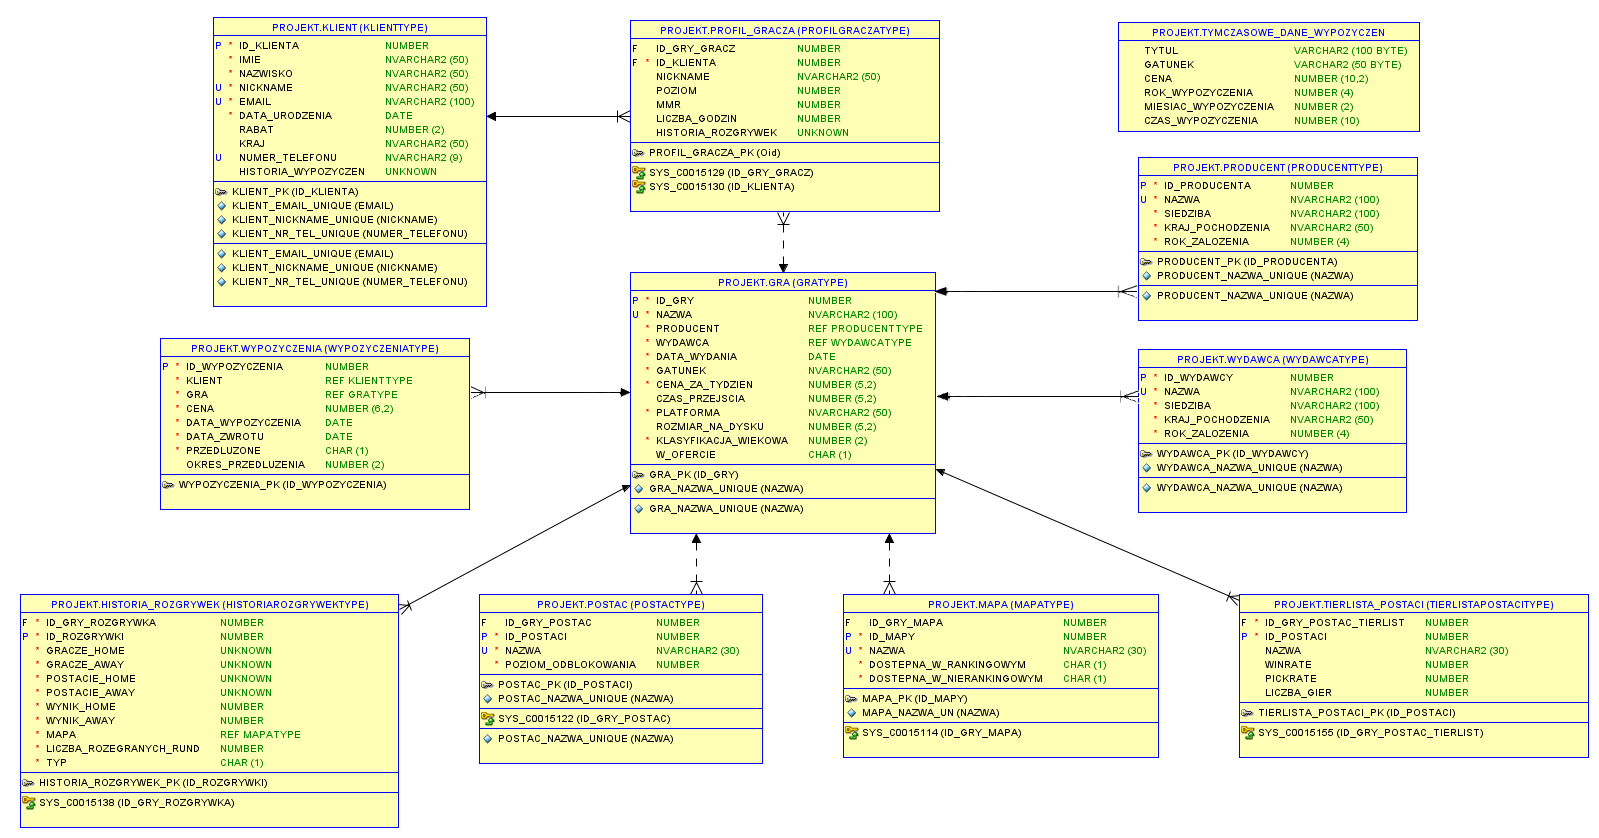 PROJEKT.KLIENT (KLIENTTYPE)
P * ID_KLIENTA NUMBER
* IMIE NVARCHAR2 (50)
* NAZWISKO NVARCHAR2 (50)
U * NICKNAME NVARCHAR2 (50)
U * EMAIL NVARCHAR2 (100)
* DATA_URODZENIA DATE
RABAT NUMBER (2)
KRAJ NVARCHAR2 (50)
U NUMER_TELEFONU NVARCHAR2 (9)
HISTORIA_WYPOZYCZEN UNKNOWN
KLIENT_PK (ID_KLIENTA)
KLIENT_EMAIL_UNIQUE (EMAIL)
KLIENT_NICKNAME_UNIQUE (NICKNAME)
KLIENT_NR_TEL_UNIQUE (NUMER_TELEFONU)
KLIENT_EMAIL_UNIQUE (EMAIL)
KLIENT_NICKNAME_UNIQUE (NICKNAME)
KLIENT_NR_TEL_UNIQUE (NUMER_TELEFONU)
PROJEKT.PROFIL_GRACZA (PROFILGRACZATYPE)
F ID_GRY_GRACZ NUMBER
F * ID_KLIENTA NUMBER
NICKNAME NVARCHAR2 (50)
POZIOM NUMBER
MMR NUMBER
LICZBA_GODZIN NUMBER
HISTORIA_ROZGRYWEK UNKNOWN
PROFIL_GRACZA_PK (Oid)
SYS_C0015129 (ID_GRY_GRACZ)
SYS_C0015130 (ID_KLIENTA)
PROJEKT.TYMCZASOWE_DANE_WYPOZYCZEN
TYTUL VARCHAR2 (100 BYTE)
GATUNEK VARCHAR2 (50 BYTE)
CENA NUMBER (10,2)
ROK_WYPOZYCZENIA NUMBER (4)
MIESIAC_WYPOZYCZENIA NUMBER (2)
CZAS_WYPOZYCZENIA NUMBER (10)
PROJEKT.PRODUCENT (PRODUCENTTYPE)
P * ID_PRODUCENTA NUMBER
U * NAZWA NVARCHAR2 (100)
* SIEDZIBA NVARCHAR2 (100)
* KRAJ_POCHODZENIA NVARCHAR2 (50)
* ROK_ZALOZENIA NUMBER (4)
PRODUCENT_PK (ID_PRODUCENTA)
PRODUCENT_NAZWA_UNIQUE (NAZWA)
PRODUCENT_NAZWA_UNIQUE (NAZWA)
PROJEKT.GRA (GRATYPE)
P * ID_GRY NUMBER
U * NAZWA NVARCHAR2 (100)
* PRODUCENT REF PRODUCENTTYPE
* WYDAWCA REF WYDAWCATYPE
* DATA_WYDANIA DATE
* GATUNEK NVARCHAR2 (50)
* CENA_ZA_TYDZIEN NUMBER (5,2)
CZAS_PRZEJSCIA NUMBER (5,2)
* PLATFORMA NVARCHAR2 (50)
ROZMIAR_NA_DYSKU NUMBER (5,2)
* KLASYFIKACJA_WIEKOWA NUMBER (2)
W_OFERCIE CHAR (1)
GRA_PK (ID_GRY)
GRA_NAZWA_UNIQUE (NAZWA)
GRA_NAZWA_UNIQUE (NAZWA)
PROJEKT.WYPOZYCZENIA (WYPOZYCZENIATYPE)
P * ID_WYPOZYCZENIA NUMBER
* KLIENT REF KLIENTTYPE
* GRA REF GRATYPE
* CENA NUMBER (6,2)
* DATA_WYPOZYCZENIA DATE
* DATA_ZWROTU DATE
* PRZEDLUZONE CHAR (1)
OKRES_PRZEDLUZENIA NUMBER (2)
WYPOZYCZENIA_PK (ID_WYPOZYCZENIA)
PROJEKT.WYDAWCA (WYDAWCATYPE)
P * ID_WYDAWCY NUMBER
U * NAZWA NVARCHAR2 (100)
* SIEDZIBA NVARCHAR2 (100)
* KRAJ_POCHODZENIA NVARCHAR2 (50)
* ROK_ZALOZENIA NUMBER (4)
WYDAWCA_PK (ID_WYDAWCY)
WYDAWCA_NAZWA_UNIQUE (NAZWA)
WYDAWCA_NAZWA_UNIQUE (NAZWA)
PROJEKT.HISTORIA_ROZGRYWEK (HISTORIAROZGRYWEKTYPE)
F * ID_GRY_ROZGRYWKA NUMBER
P * ID_ROZGRYWKI NUMBER
* GRACZE_HOME UNKNOWN
* GRACZE_AWAY UNKNOWN
* POSTACIE_HOME UNKNOWN
* POSTACIE_AWAY UNKNOWN
* WYNIK_HOME NUMBER
* WYNIK_AWAY NUMBER
* MAPA REF MAPATYPE
* LICZBA_ROZEGRANYCH_RUND NUMBER
* TYP CHAR (1)
HISTORIA_ROZGRYWEK_PK (ID_ROZGRYWKI)
SYS_C0015138 (ID_GRY_ROZGRYWKA)
PROJEKT.POSTAC (POSTACTYPE)
F ID_GRY_POSTAC NUMBER
P * ID_POSTACI NUMBER
U * NAZWA NVARCHAR2 (30)
* POZIOM_ODBLOKOWANIA NUMBER
POSTAC_PK (ID_POSTACI)
POSTAC_NAZWA_UNIQUE (NAZWA)
SYS_C0015122 (ID_GRY_POSTAC)
POSTAC_NAZWA_UNIQUE (NAZWA)
PROJEKT.MAPA (MAPATYPE)
F ID_GRY_MAPA NUMBER
P * ID_MAPY NUMBER
U * NAZWA NVARCHAR2 (30)
* DOSTEPNA_W_RANKINGOWYM CHAR (1)
* DOSTEPNA_W_NIERANKINGOWYM CHAR (1)
MAPA_PK (ID_MAPY)
MAPA_NAZWA_UN (NAZWA)
SYS_C0015114 (ID_GRY_MAPA)
PROJEKT.TIERLISTA_POSTACI (TIERLISTAPOSTACITYPE)
F * ID_GRY_POSTAC_TIERLIST NUMBER
P * ID_POSTACI NUMBER
NAZWA NVARCHAR2 (30)
WINRATE NUMBER
PICKRATE NUMBER
LICZBA_GIER NUMBER
TIERLISTA_POSTACI_PK (ID_POSTACI)
SYS_C0015155 (ID_GRY_POSTAC_TIERLIST)